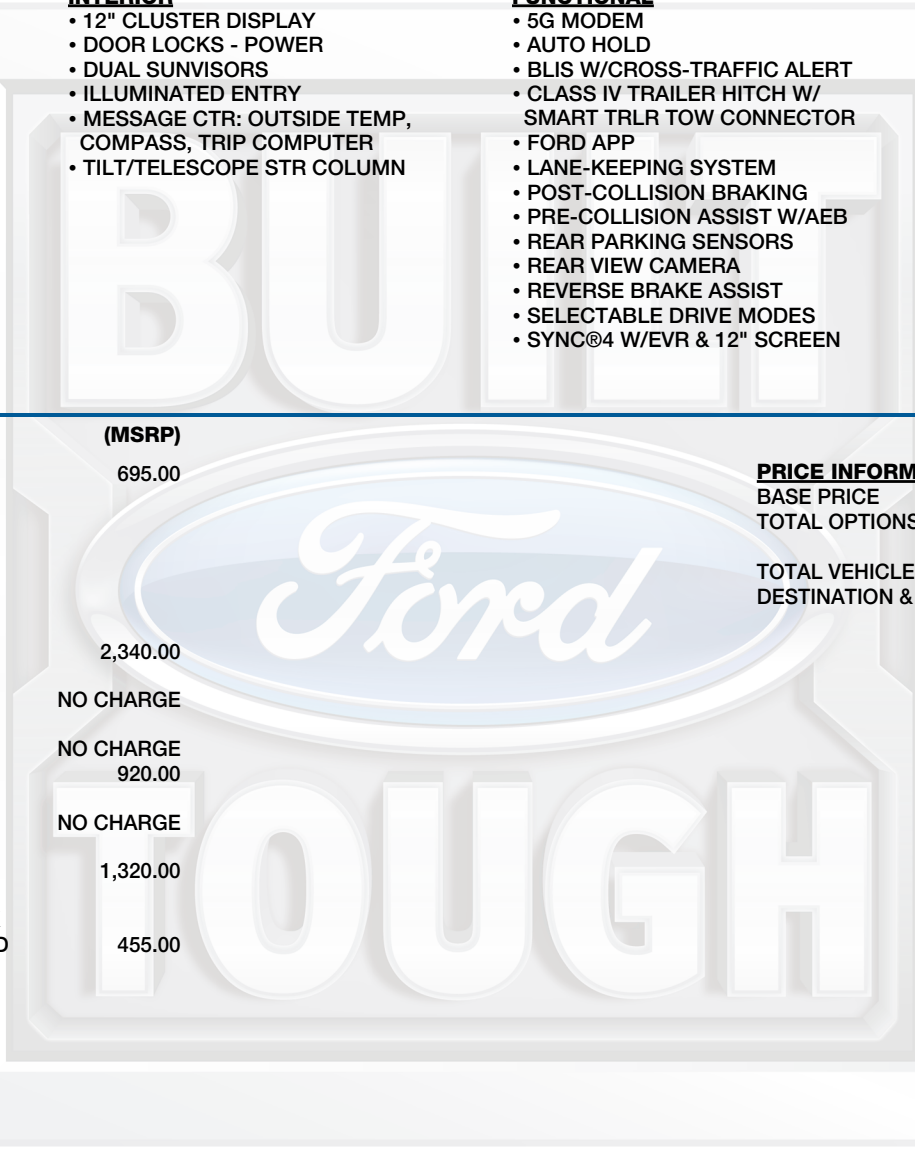 INTERIOR
• 12" CLUSTER DISPLAY
• DOOR LOCKS - POWER
• DUAL SUNVISORS
• ILLUMINATED ENTRY
• MESSAGE CTR: OUTSIDE TEMP,
COMPASS, TRIP COMPUTER
• TILT/TELESCOPE STR COLUMN
FUNCTIONAL
• 5G MODEM
• AUTO HOLD
• BLIS W/CROSS-TRAFFIC ALERT
• CLASS IV TRAILER HITCH W/
SMART TRLR TOW CONNECTOR
• FORD APP
• LANE-KEEPING SYSTEM
• POST-COLLISION BRAKING
• PRE-COLLISION ASSIST W/AEB
• REAR PARKING SENSORS
• REAR VIEW CAMERA
• REVERSE BRAKE ASSIST
• SELECTABLE DRIVE MODES
• SYNC®4 W/EVR & 12" SCREEN
BUILT
Ford
TOUGH
(MSRP)
695.00
2,340.00
NO CHARGE
NO CHARGE
920.00
NO CHARGE
1,320.00
D 455.00
PRICE INFORM
BASE PRICE
TOTAL OPTIONS
TOTAL VEHICLE
DESTINATION &